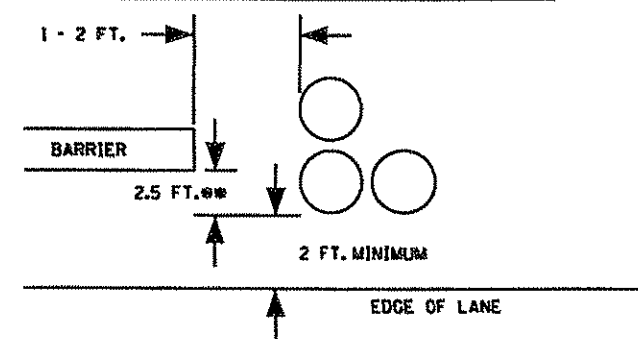 1 - 2 FT.
BARRIER
2.5 FT.**
2 FT. MINIMUM
EDGE OF LANE